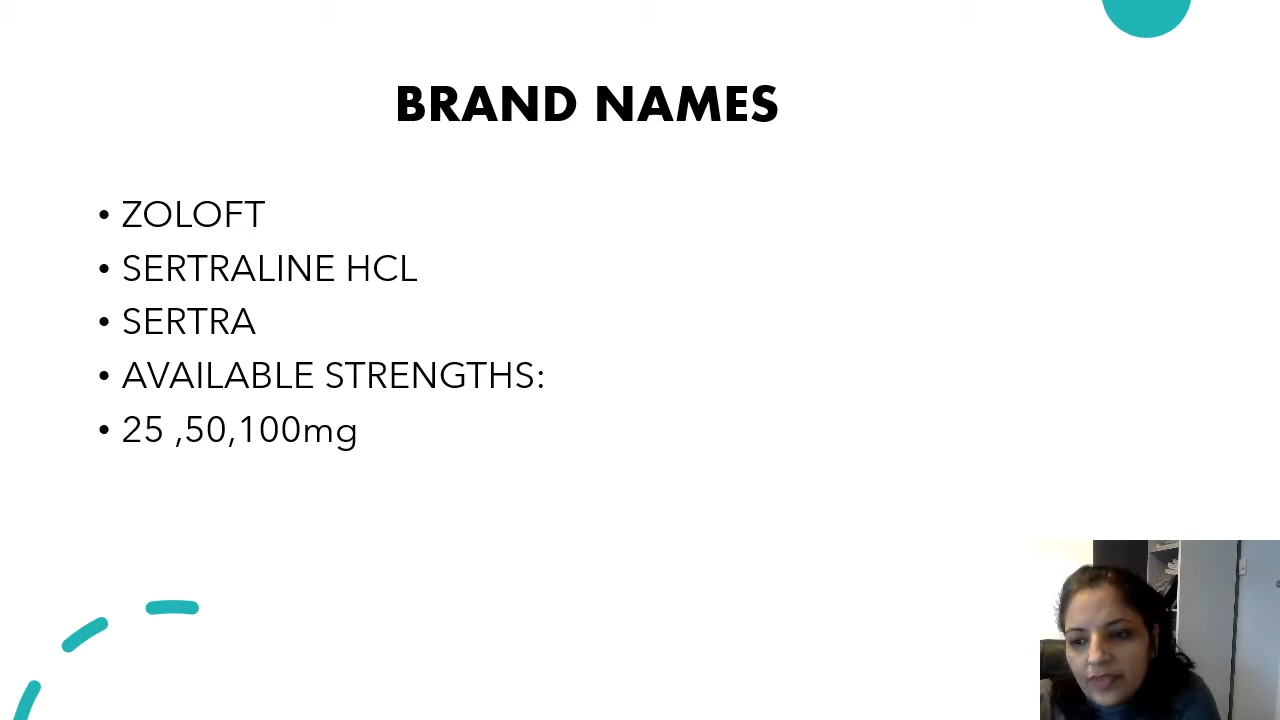 BRAND NAMES
• ZOLOFT
• SERTRALINE HCL
• SERTRA
• AVAILABLE STRENGTHS:
• 25 ,50,100mg